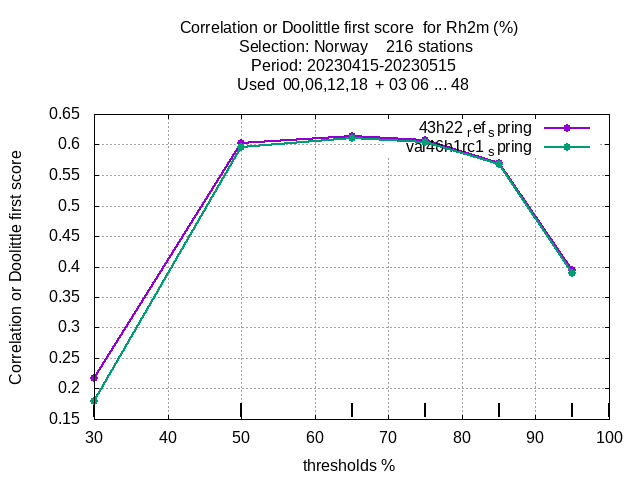 Correlation or Doolittle first score  for Rh2m (%)
Selection: Norway    216 stations
Period: 20230415-20230515
Used  00,06,12,18  + 03 06 ... 48
Correlation or Doolittle first score
0.65
0.6
0.55
0.5
0.45
0.4
0.35
0.3
0.25
0.2
0.15
43h22 ref spring
val46h1rc1 spring
30 40 50 60 70 80 90 100
thresholds %